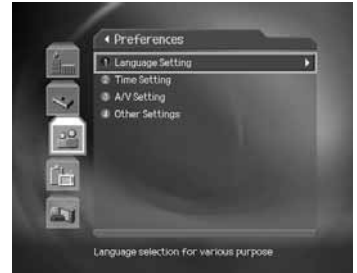 Preferences
1 Language Setting
2 Time Setting
3 A/V Setting
4 Other Settings
Language selection for various purpose